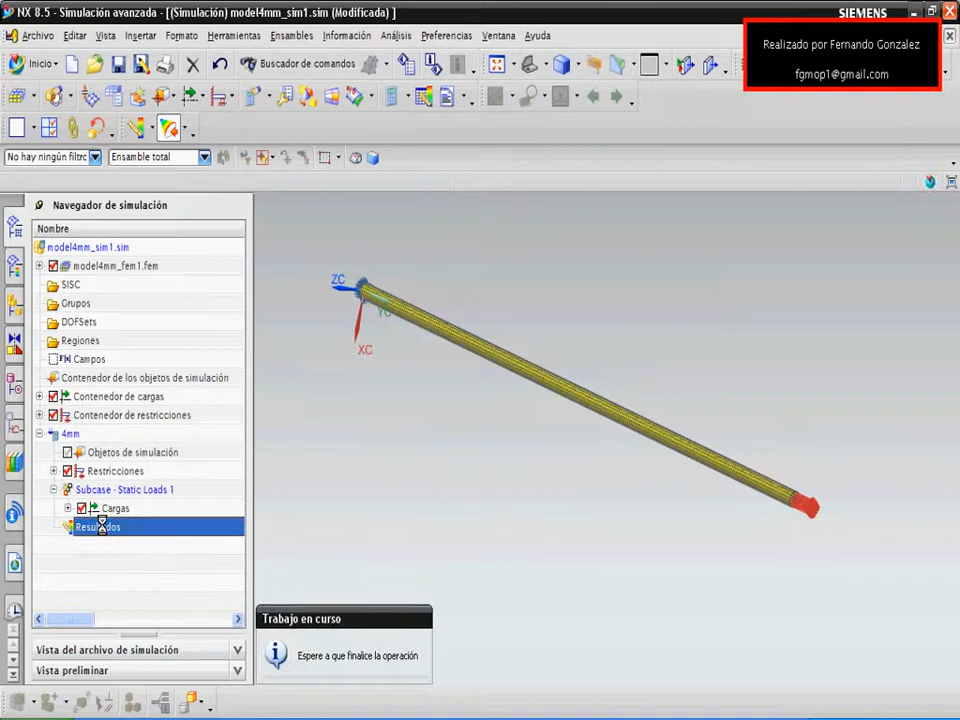 NX 8.5 - Simulación avanzada - [(Simulación) model4mm_sim1.sim (Modificada) ]
SIEMENS
Archivo Editar Vista Insertar Formato Herramientas Ensambles Información Análisis Preferencias Ventana Ayuda
Realizado por Fernando Gonzalez
fgmop1@gmail.com
Inicio
Buscador de comandos
No hay ningún filtro
Ensamble total
Navegador de simulación
Nombre
model4mm_sim1.sim
model4mm_fem1.fem
SISC
Grupos
DOFSets
Regiones
Campos
Contenedor de los objetos de simulación
Contenedor de cargas
Contenedor de restricciones
4mm
Objetos de simulación
Restricciones
Subcase - Static Loads 1
Cargas
Resultados
ZC
YC
XC
Trabajo en curso
Espere a que finalice la operación
Vista del archivo de simulación
Vista preliminar